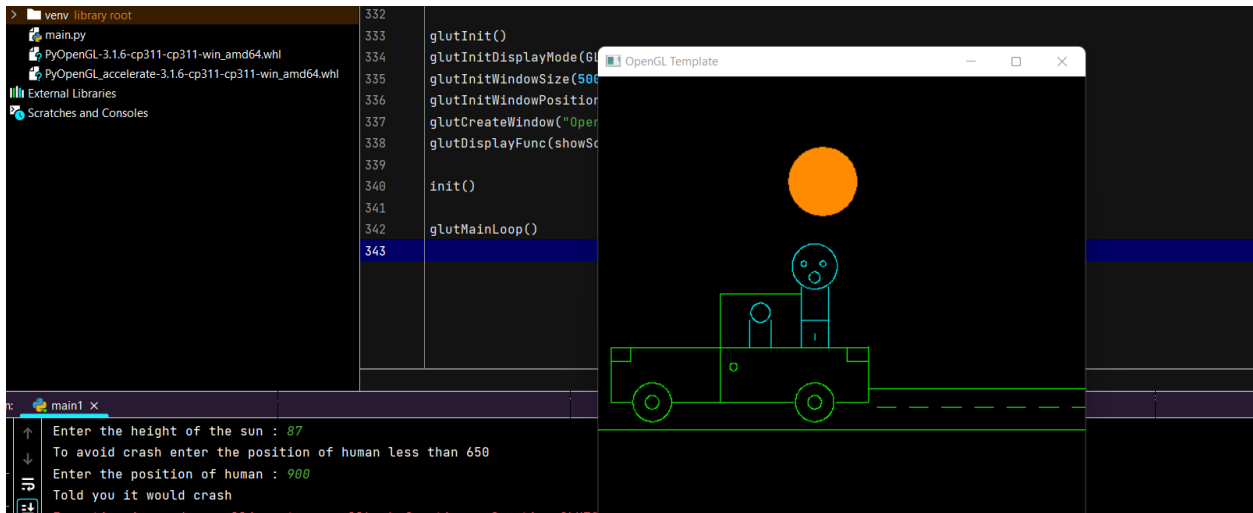 venv library root
main.py
PyOpenGL-3.1.6-cp311-cp311-win_amd64.whl
PyOpenGL_accelerate-3.1.6-cp311-cp311-win_amd64.whl
External Libraries
Scratches and Consoles
332
333 glutInit()
334 glutInitDisplayMode(GL
335 glutInitWindowSize(500
336 glutInitWindowPosition
337 glutCreateWindow("Open
338 glutDisplayFunc(showSc
339
340 init()
341
342 glutMainLoop()
343
OpenGL Template
n: main1
Enter the height of the sun : 87
To avoid crash enter the position of human less than 650
Enter the position of human : 900
Told you it would crash